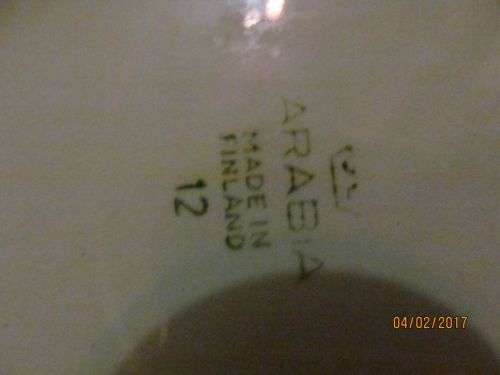 ARABIA
MADE IN
FINLAND
12
04/02/2017